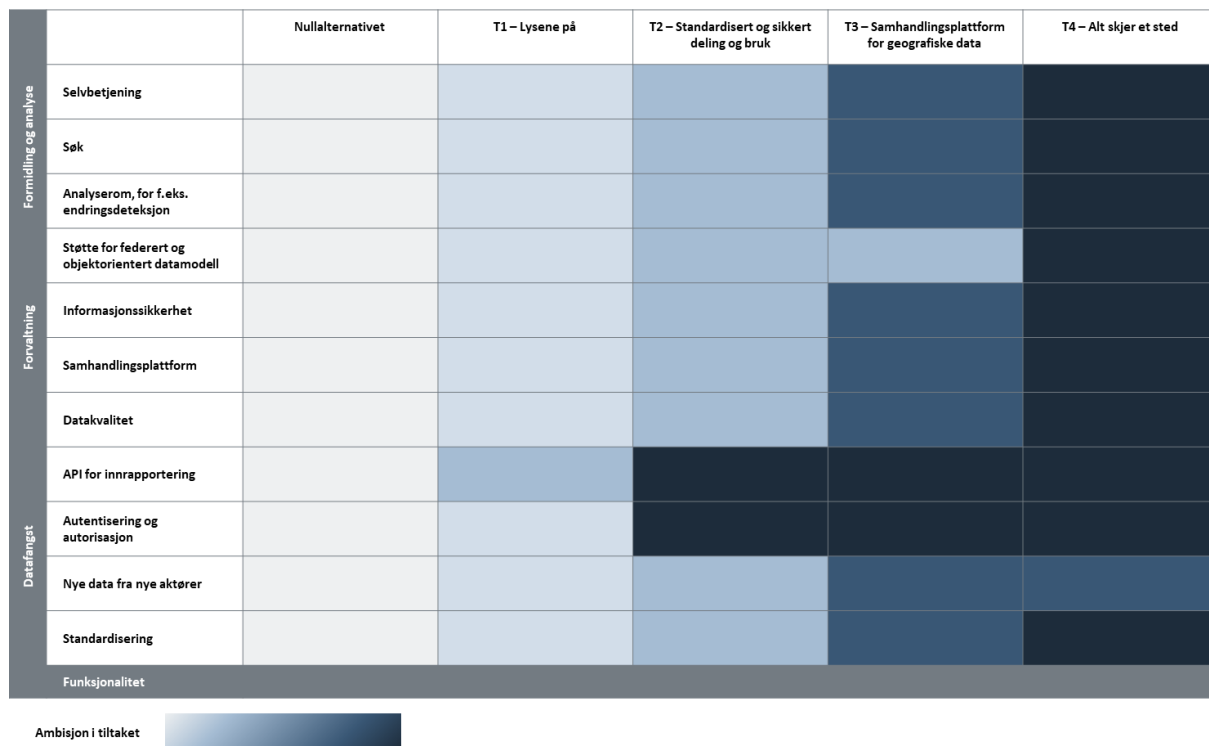 Nullalternativet
T1 – Lysene på
T2 – Standardisert og sikkert
deling og bruk
T3 – Samhandlingsplattform
for geografiske data
T4 – Alt skjer et sted
Formidling og analyse
Selvbetjening
Søk
Analyserom, for f.eks.
endringsdeteksjon
Forvaltning
Støtte for federert og
objektorientert datamodell
Informasjonssikkerhet
Samhandlingsplattform
Datakvalitet
Datafangst
API for innrapportering
Autentisering og
autorisasjon
Nye data fra nye aktører
Standardisering
Funksjonalitet
Ambisjon i tiltaket